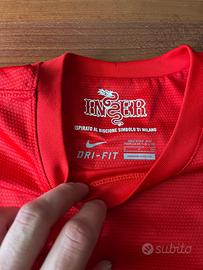 INTER
ISPIRATO AL BISCIONE SIMBOLO DI MILANO
DRI-FIT
subito